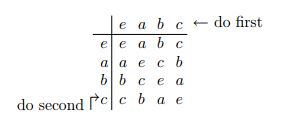 e a b c ← do first
e e a b c
a a e c b
b b c e a
do second ↱ c c b a e